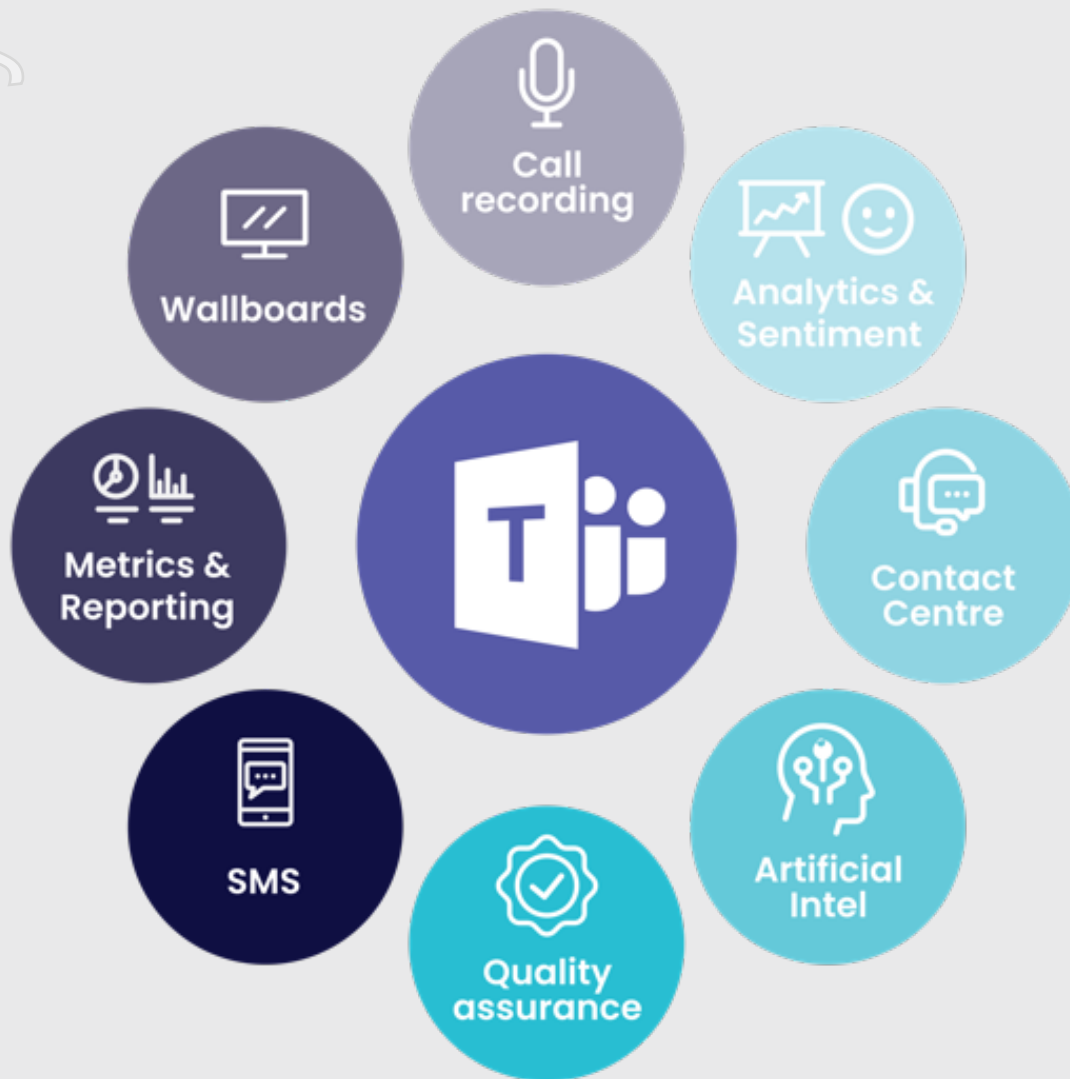 Call
recording
Analytics &
Sentiment
Contact
Centre
Artificial
Intel
Quality
assurance
SMS
Metrics &
Reporting
Wallboards
T